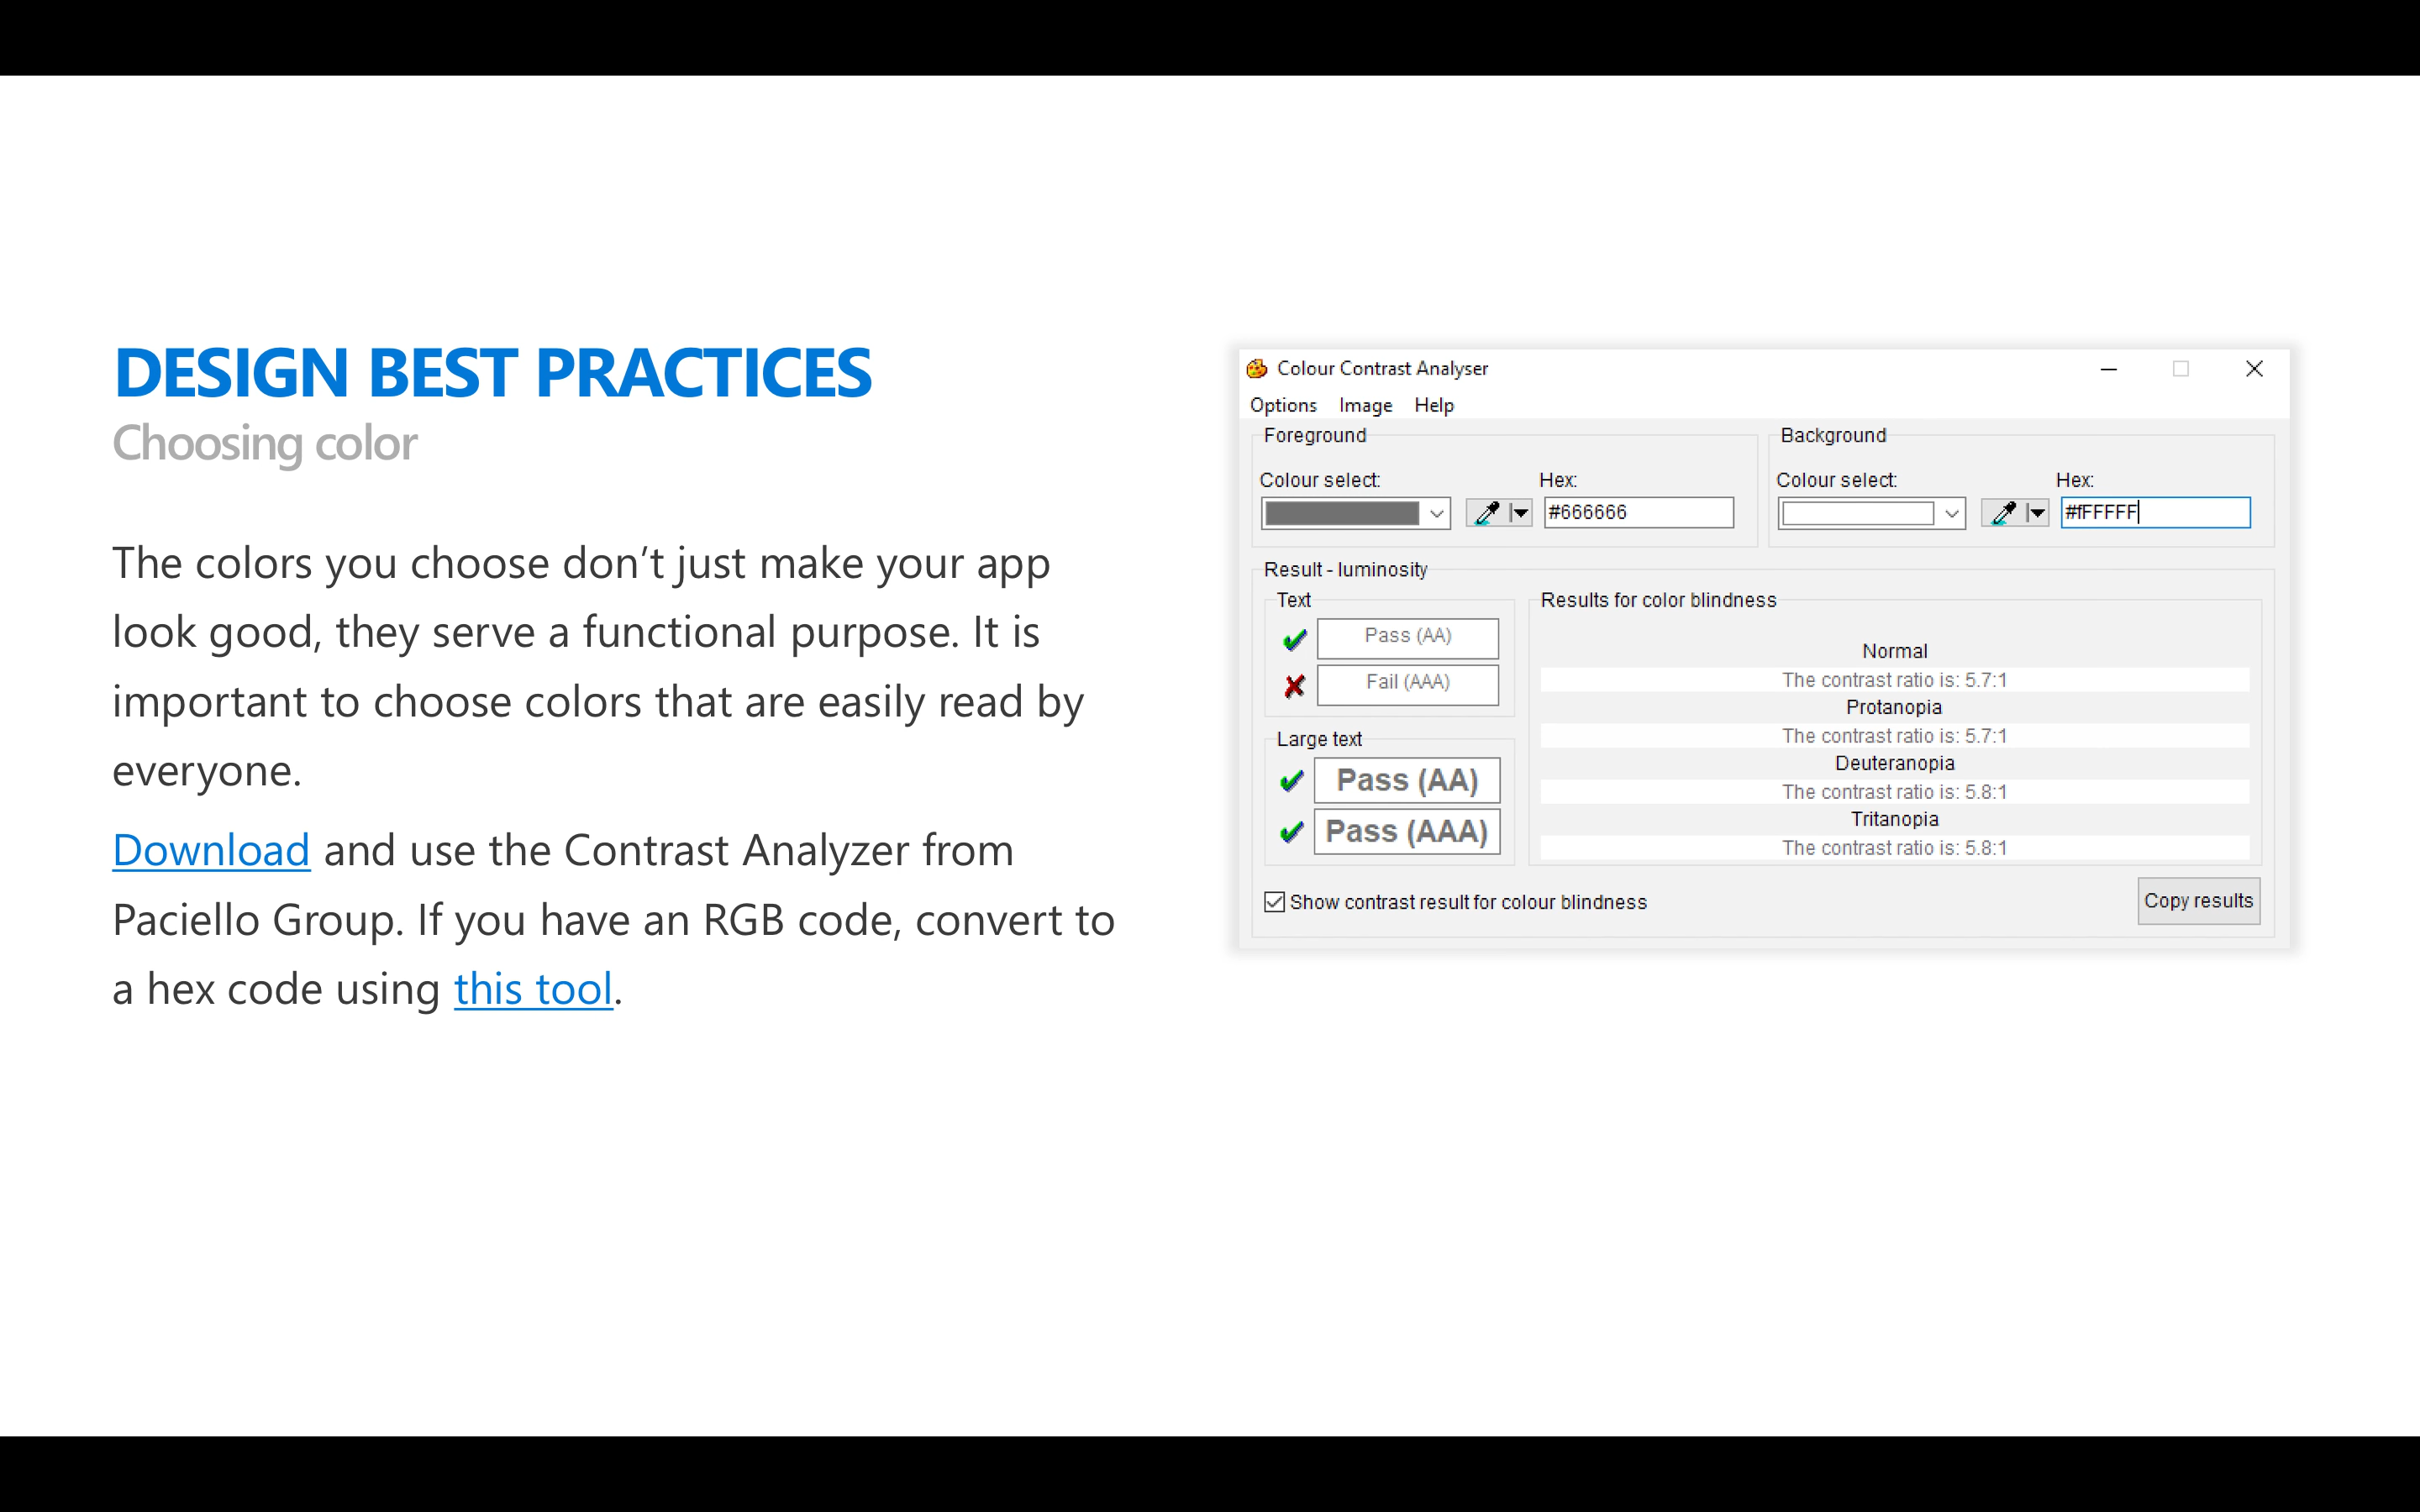 DESIGN BEST PRACTICES
Choosing color
The colors you choose don’t just make your app
look good, they serve a functional purpose. It is
important to choose colors that are easily read by
everyone.
Download and use the Contrast Analyzer from
Paciello Group. If you have an RGB code, convert to
a hex code using this tool.
Colour Contrast Analyser
Options Image Help
Foreground
Colour select: Hex:
#666666
Background
Colour select: Hex:
#fFFFFF
Result - luminosity
Text
Pass (AA)
Fail (AAA)
Large text
Pass (AA)
Pass (AAA)
Results for color blindness
Normal
The contrast ratio is: 5.7:1
Protanopia
The contrast ratio is: 5.7:1
Deuteranopia
The contrast ratio is: 5.8:1
Tritanopia
The contrast ratio is: 5.8:1
Show contrast result for colour blindness
Copy results